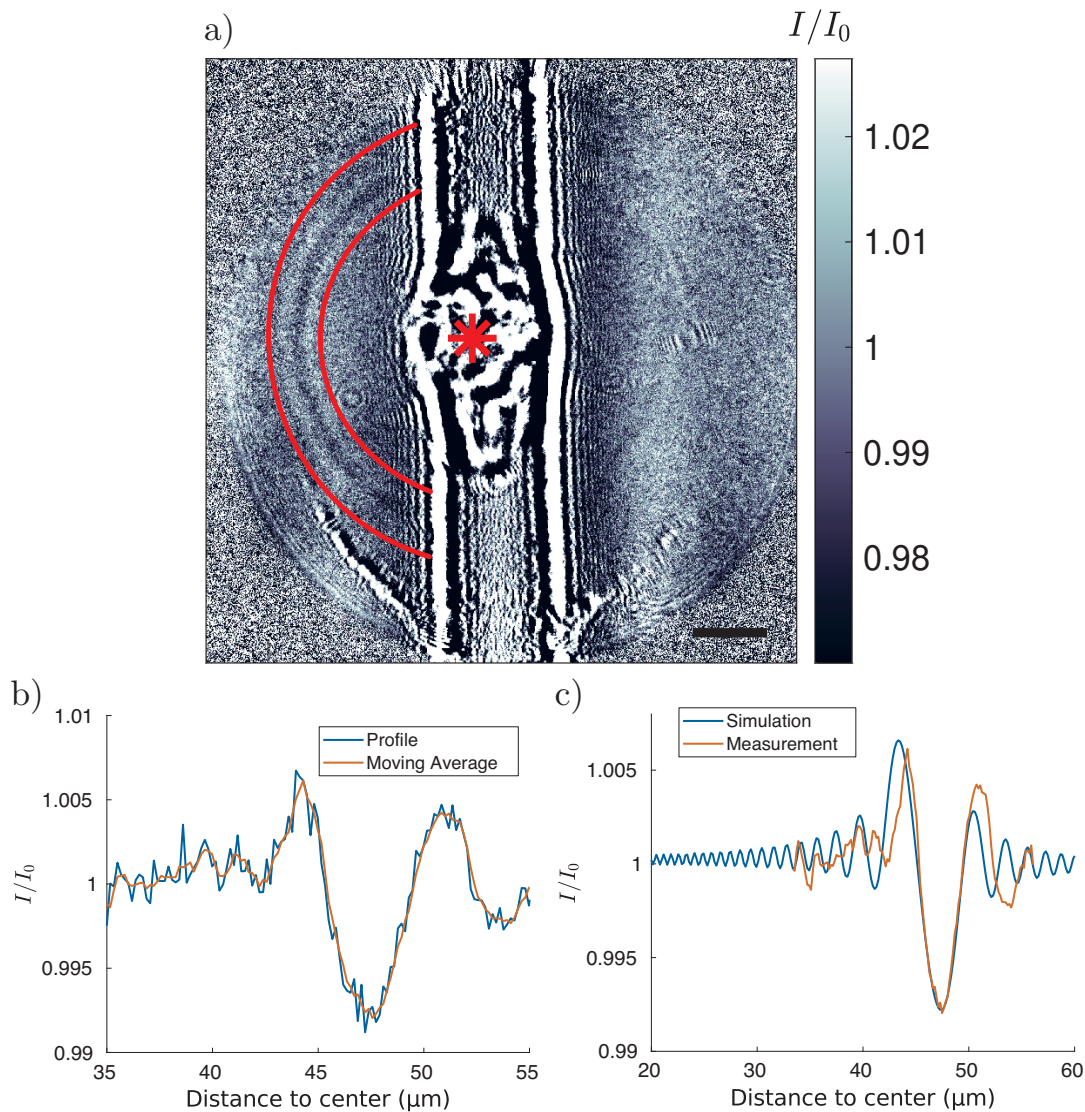 a)
I/I₀
1.02
1.01
1
0.99
0.98
b)
1.01
1.005
1
0.995
0.99
I/I₀
Profile
Moving Average
35 40 45 50 55
Distance to center (µm)
c)
1.005
1
0.995
0.99
I/I₀
Simulation
Measurement
20 30 40 50 60
Distance to center (µm)